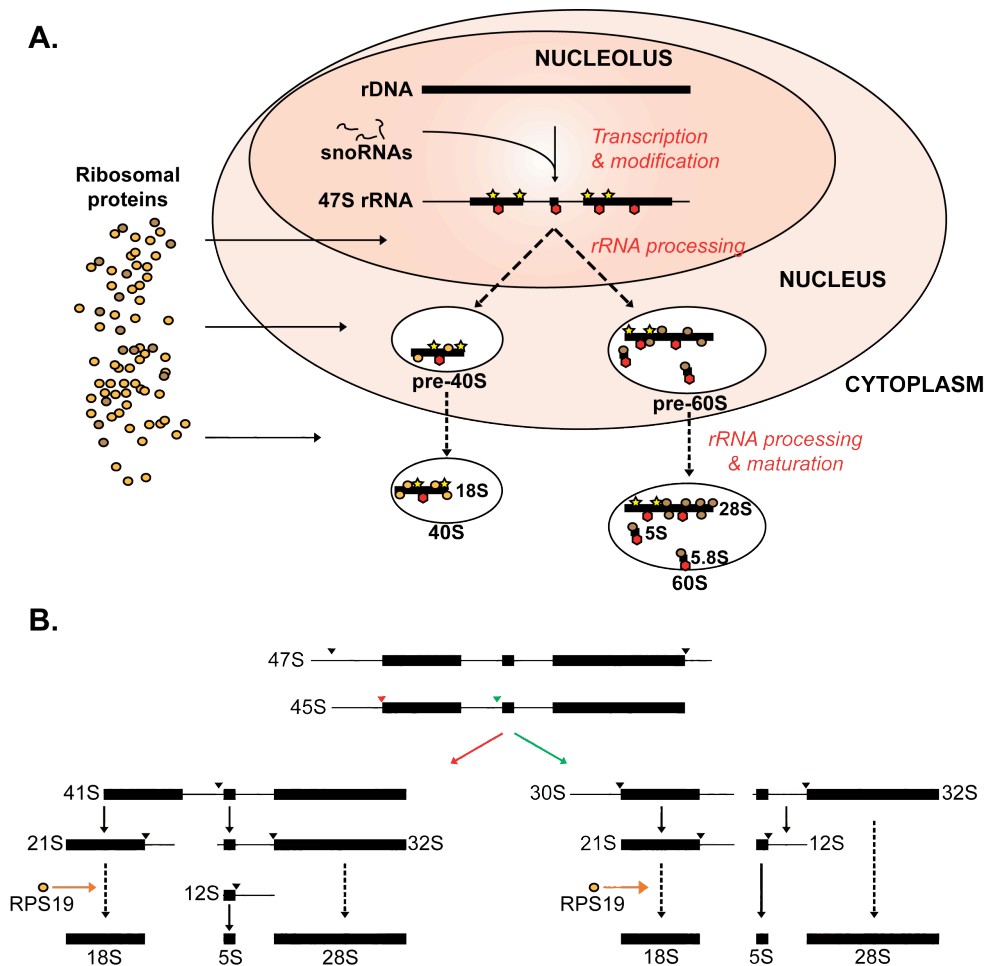 A.
NUCLEOLUS
rDNA
snoRNAs
Transcription
& modification
Ribosomal
proteins
47S rRNA
rRNA processing
NUCLEUS
pre-40S
pre-60S
CYTOPLASM
rRNA processing
& maturation
18S
40S
28S
5S
5.8S
60S
B.
47S
45S
41S
30S
32S
21S
32S
21S
12S
RPS19
12S
RPS19
18S
5S
28S
18S
5S
28S